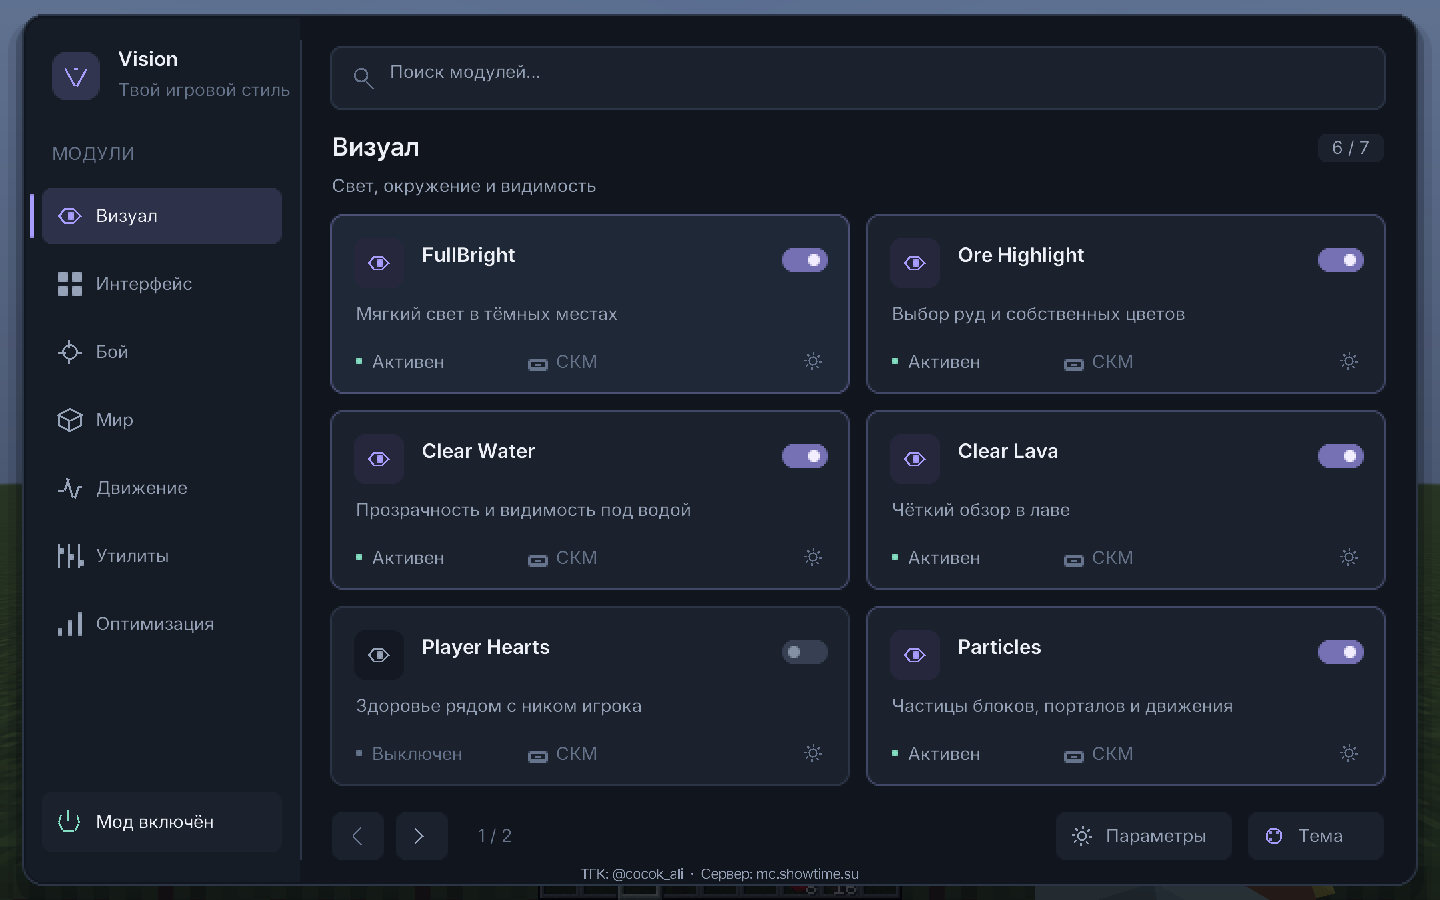 Vision
Твой игровой стиль
МОДУЛИ
Визуал
Интерфейс
Бой
Мир
Движение
Утилиты
Оптимизация
Мод включён
Поиск модулей...
Визуал
6 / 7
Свет, окружение и видимость
FullBright
Мягкий свет в тёмных местах
Активен
СКМ
Ore Highlight
Выбор руд и собственных цветов
Активен
СКМ
Clear Water
Прозрачность и видимость под водой
Активен
СКМ
Clear Lava
Чёткий обзор в лаве
Активен
СКМ
Player Hearts
Здоровье рядом с ником игрока
Выключен
СКМ
Particles
Частицы блоков, порталов и движения
Активен
СКМ
1 / 2
Параметры
Тема
ТГК: @cocok_ali · Сервер: mc.showtime.su